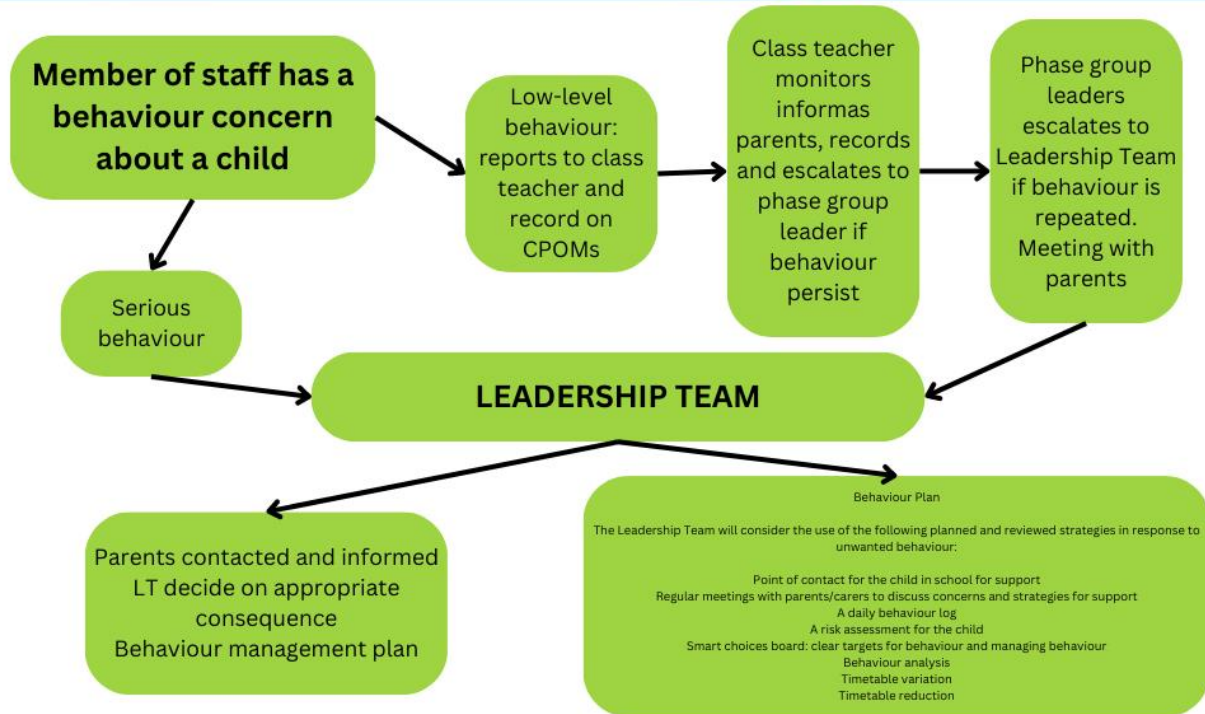 Member of staff has a
behaviour concern
about a child
Low-level
behaviour:
reports to class
teacher and
record on
CPOMs
Class teacher
monitors
informas
parents, records
and escalates to
phase group
leader if
behaviour
persist
Phase group
leaders
escalates to
Leadership Team
if behaviour is
repeated.
Meeting with
parents
Serious
behaviour
LEADERSHIP TEAM
Parents contacted and informed
LT decide on appropriate
consequence
Behaviour management plan
Behaviour Plan
The Leadership Team will consider the use of the following planned and reviewed strategies in response to
unwanted behaviour:
Point of contact for the child in school for support
Regular meetings with parents/carers to discuss concerns and strategies for support
A daily behaviour log
A risk assessment for the child
Smart choices board: clear targets for behaviour and managing behaviour
Behaviour analysis
Timetable variation
Timetable reduction